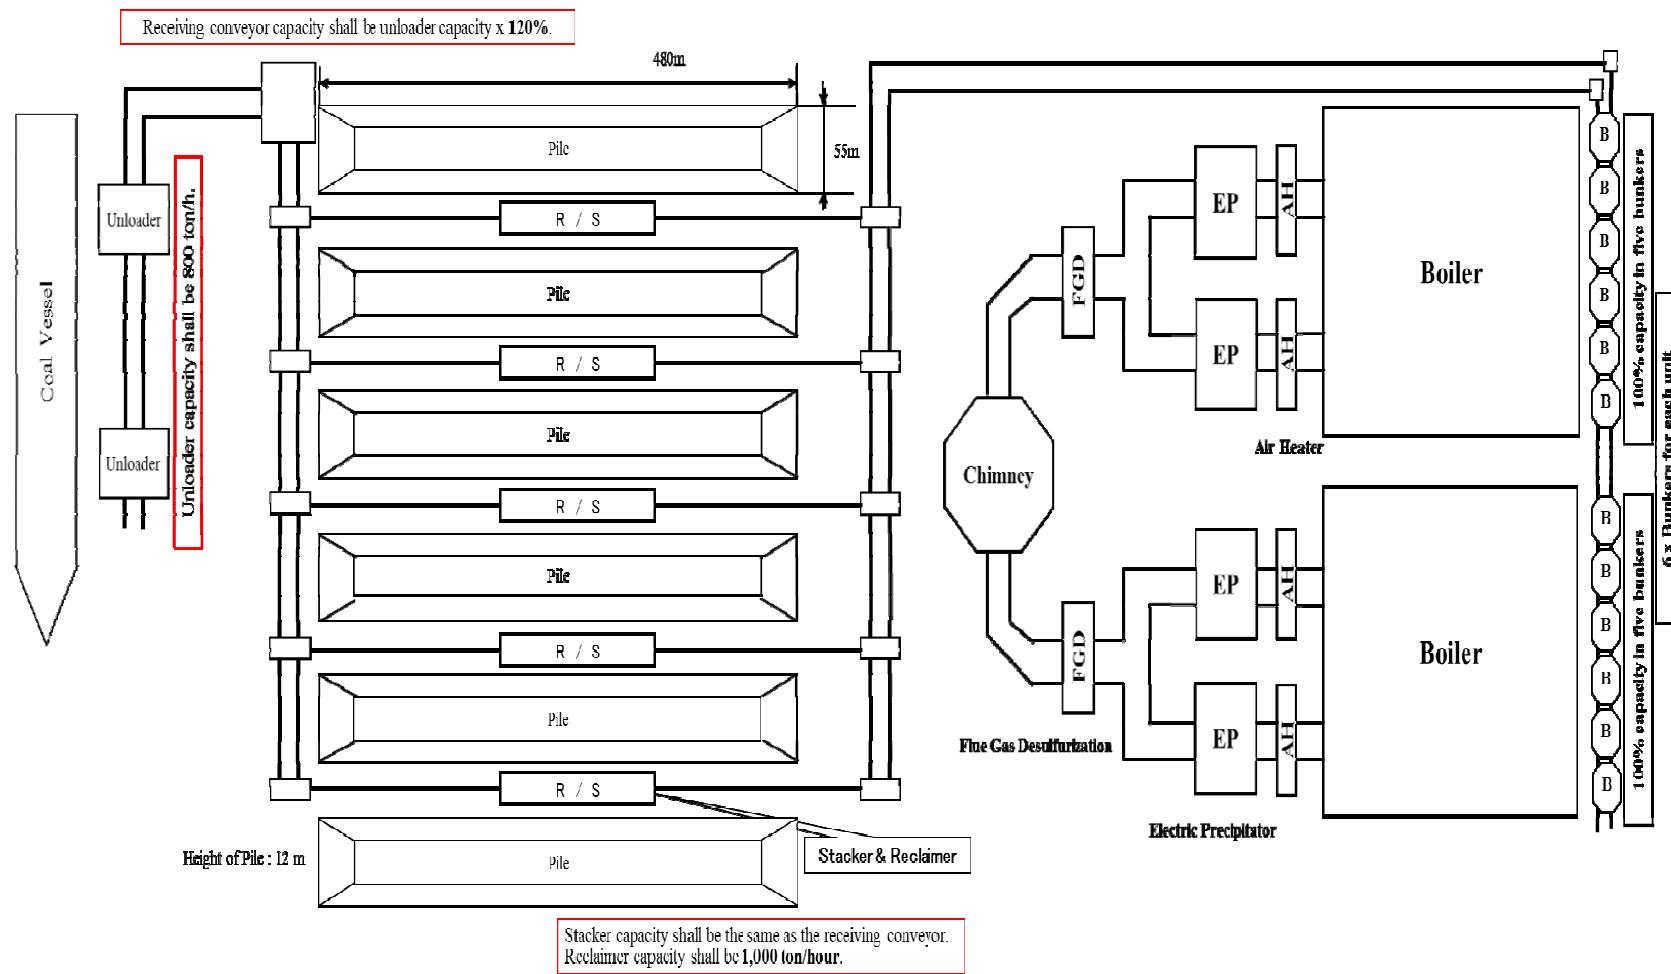 Receiving conveyor capacity shall be unloader capacity x 120%.
480m
55m
Coal Vessel
Unloader
Unloader
Unloader capacity shall be 800 ton/h.
Pile
R / S
Pile
R / S
Pile
R / S
Pile
R / S
Pile
R / S
Pile
Height of Pile : 12 m
Stacker & Reclaimer
Stacker capacity shall be the same as the receiving conveyor.
Reclaimer capacity shall be 1,000 ton/hour.
Chimney
FGD
FGD
Flue Gas Desulfurization
EP
AH
EP
AH
Air Heater
EP
AH
EP
AH
Electric Precipitator
Boiler
Boiler
B
B
B
B
B
B
B
B
B
B
B
B
100% capacity in five bunkers
100% capacity in five bunkers
6 x Bunkers for each unit